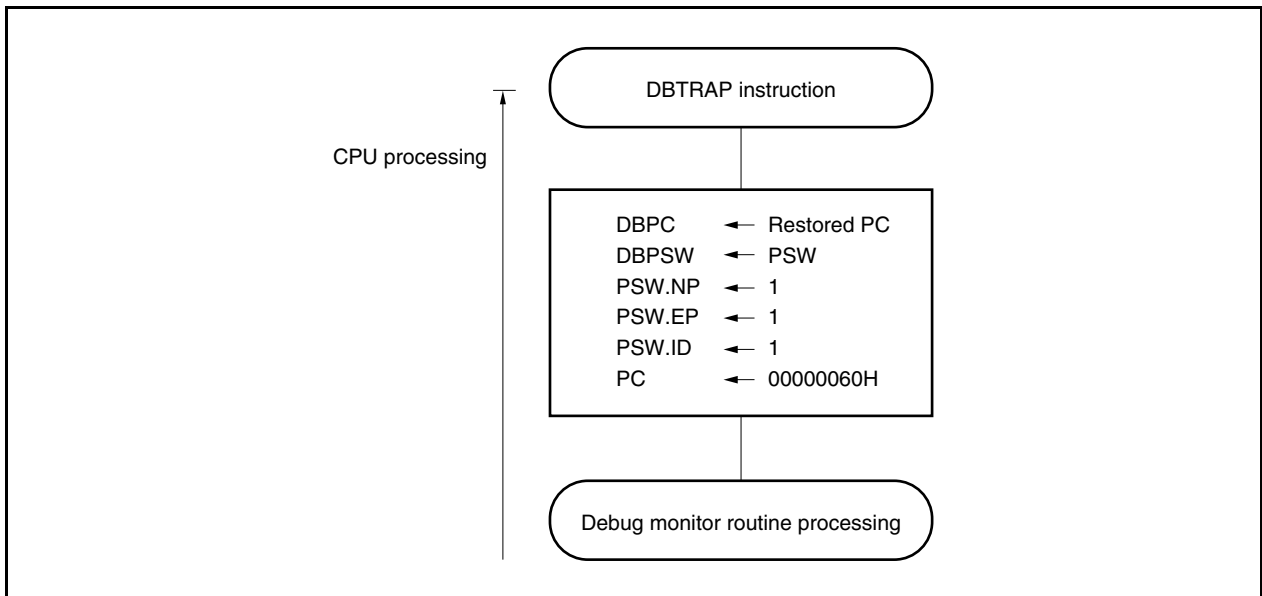 DBTRAP instruction
CPU processing
DBPC ← Restored PC
DBPSW ← PSW
PSW.NP ← 1
PSW.EP ← 1
PSW.ID ← 1
PC ← 00000060H
Debug monitor routine processing